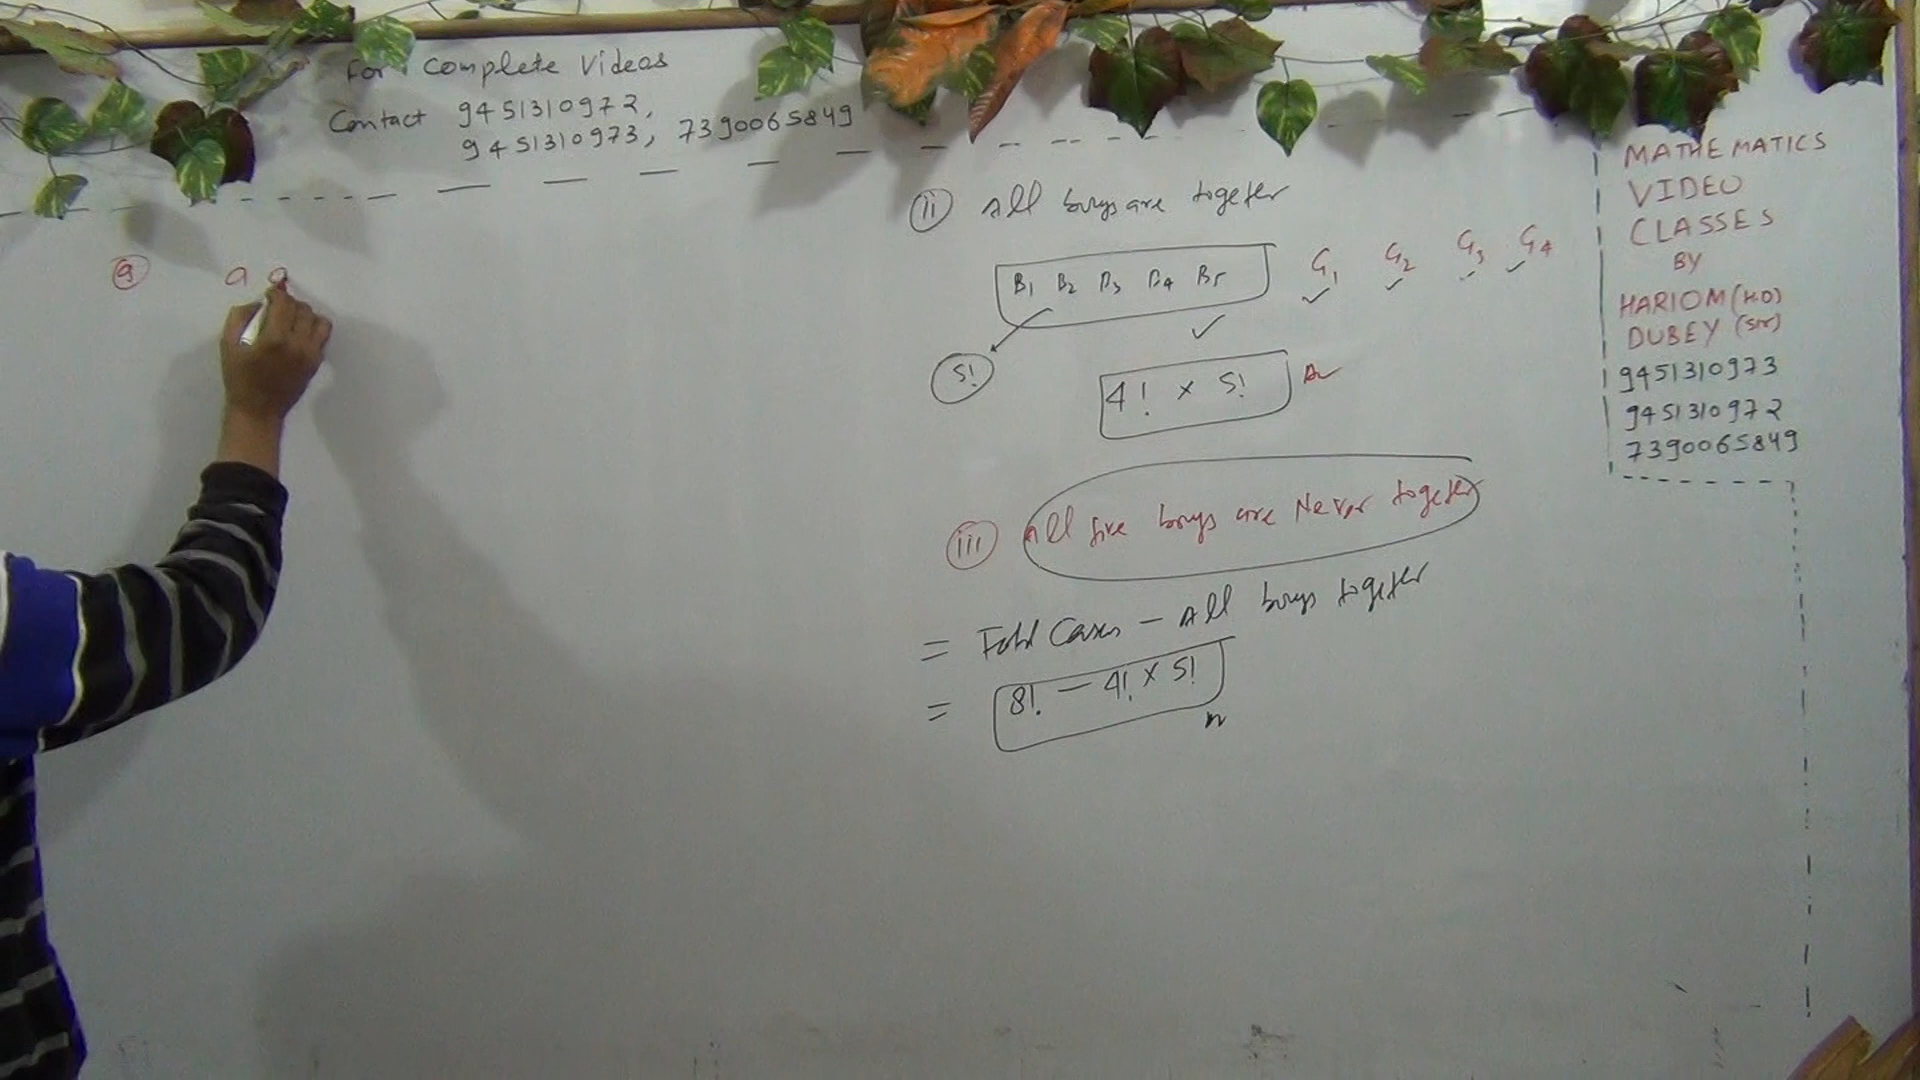 For Complete Videos
Contact 9451310972,
9451310973, 7390065849
MATHEMATICS
VIDEO
CLASSES
BY
HARIOM (H.D)
DUBEY (Sir)
9451310973
9451310972
7390065849
(ii) All boys are together
B1 B2 B3 B4 B5 G1 G2 G3 G4
5!
4! × 5!
(iii) All five boys are Never together
= Total Cases - All boys together
= 8! - 4! × 5!
9 a